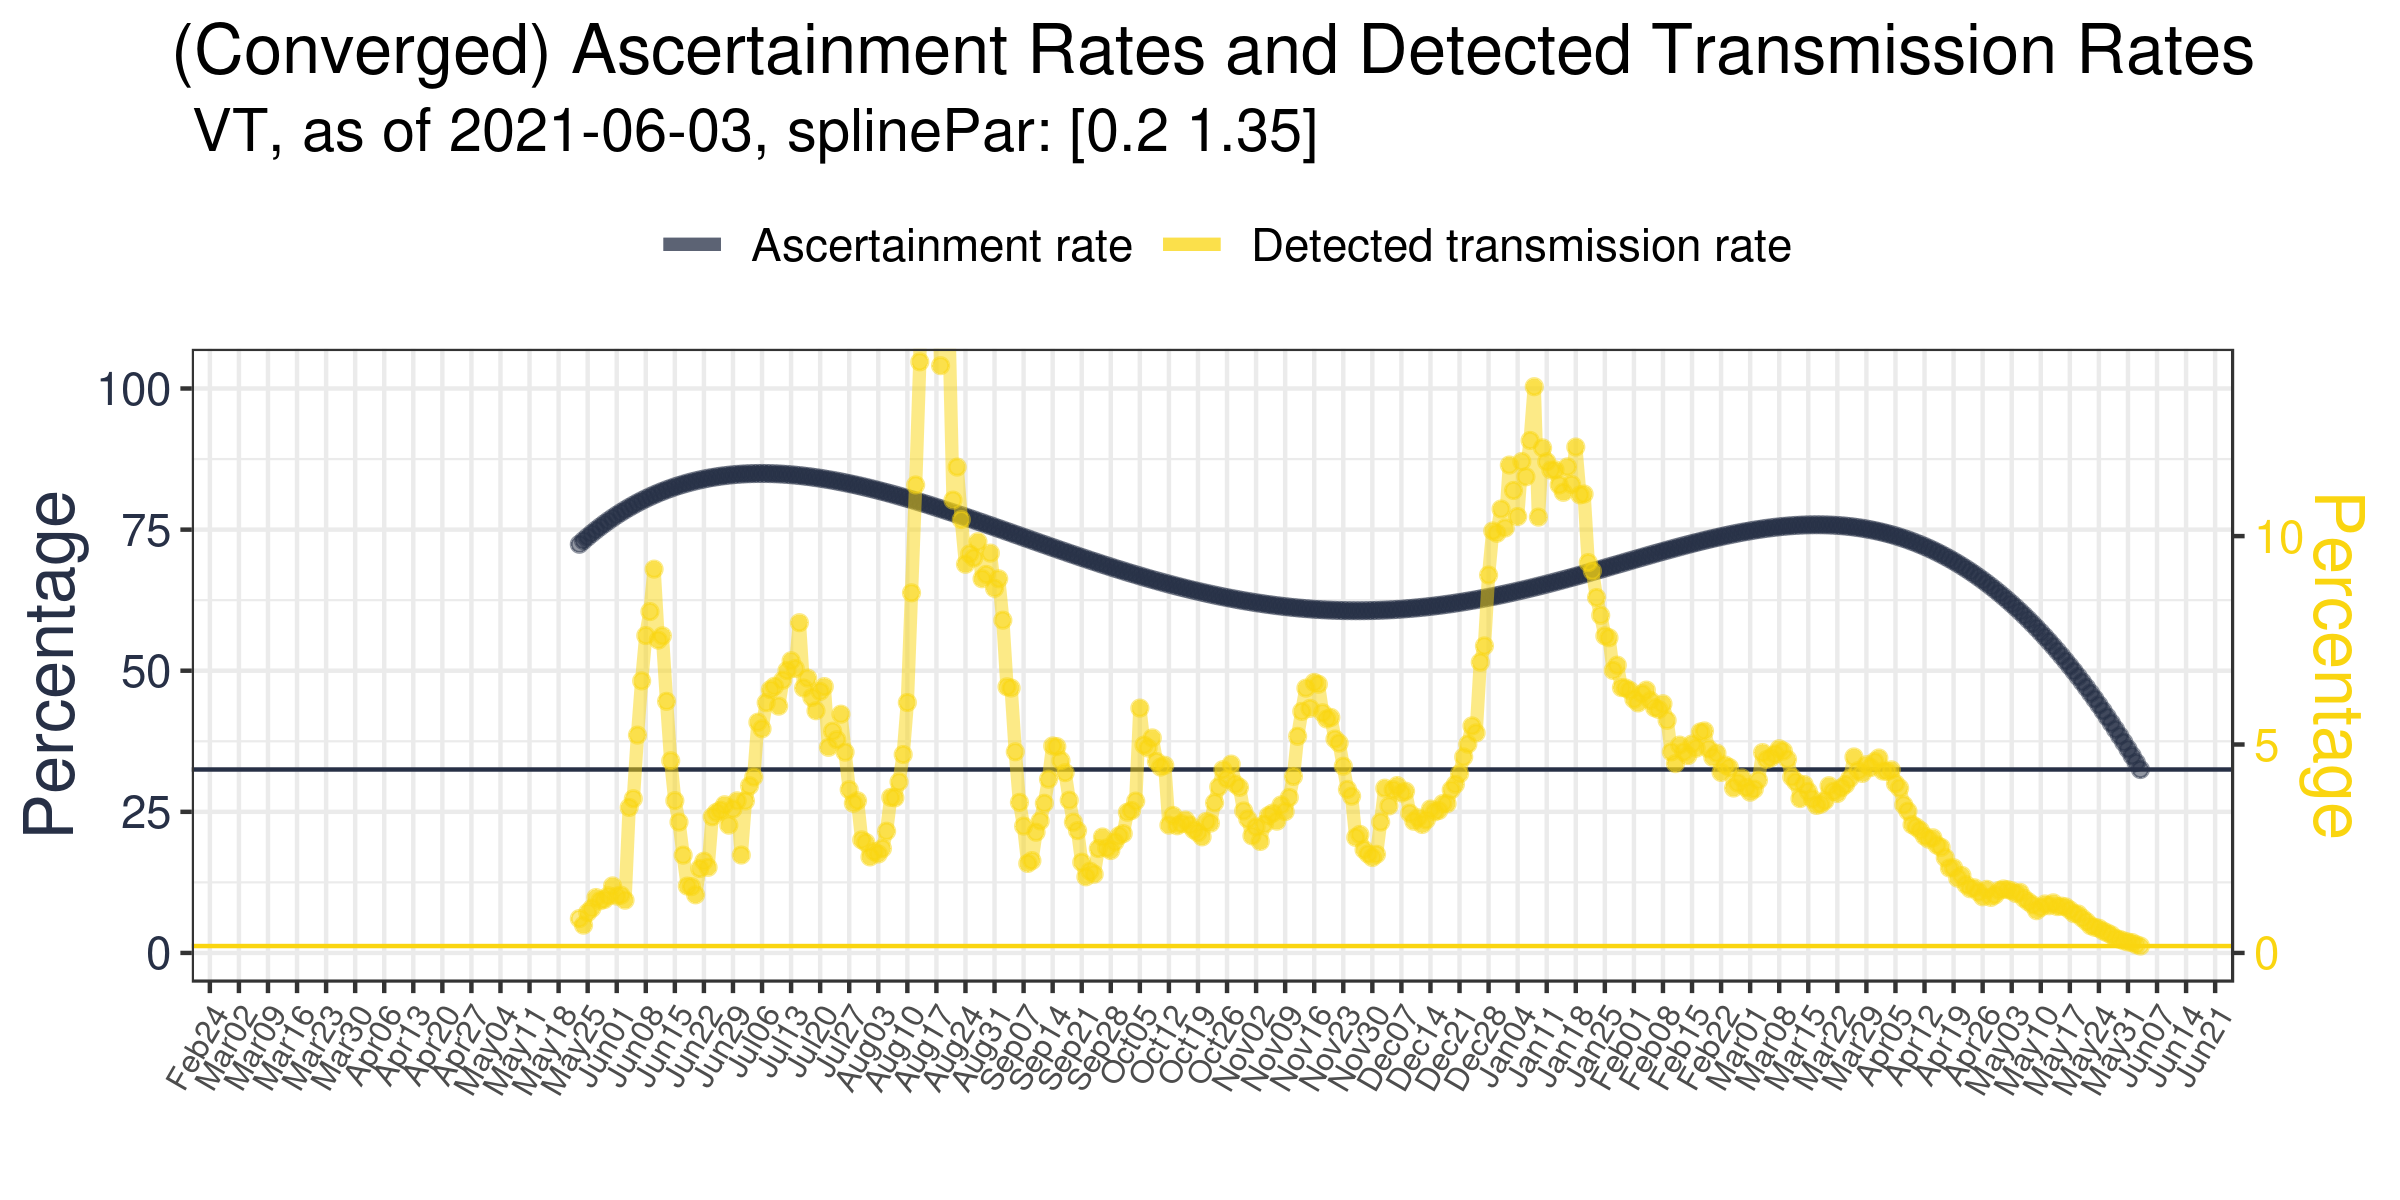 (Converged) Ascertainment Rates and Detected Transmission Rates
VT, as of 2021-06-03, splinePar: [0.2 1.35]
Ascertainment rate Detected transmission rate
Percentage
100
75
50
25
0
10
5
0
Percentage
Feb24 Mar02 Mar09 Mar16 Mar23 Mar30 Apr06 Apr13 Apr20 Apr27 May04 May11 May18 May25 Jun01 Jun08 Jun15 Jun22 Jun29 Jul06 Jul13 Jul20 Jul27 Aug03 Aug10 Aug17 Aug24 Aug31 Sep07 Sep14 Sep21 Sep28 Oct05 Oct12 Oct19 Oct26 Nov02 Nov09 Nov16 Nov23 Nov30 Dec07 Dec14 Dec21 Dec28 Jan04 Jan11 Jan18 Jan25 Feb01 Feb08 Feb15 Feb22 Mar01 Mar08 Mar15 Mar22 Mar29 Apr05 Apr12 Apr19 Apr26 May03 May10 May17 May24 May31 Jun07 Jun14 Jun21